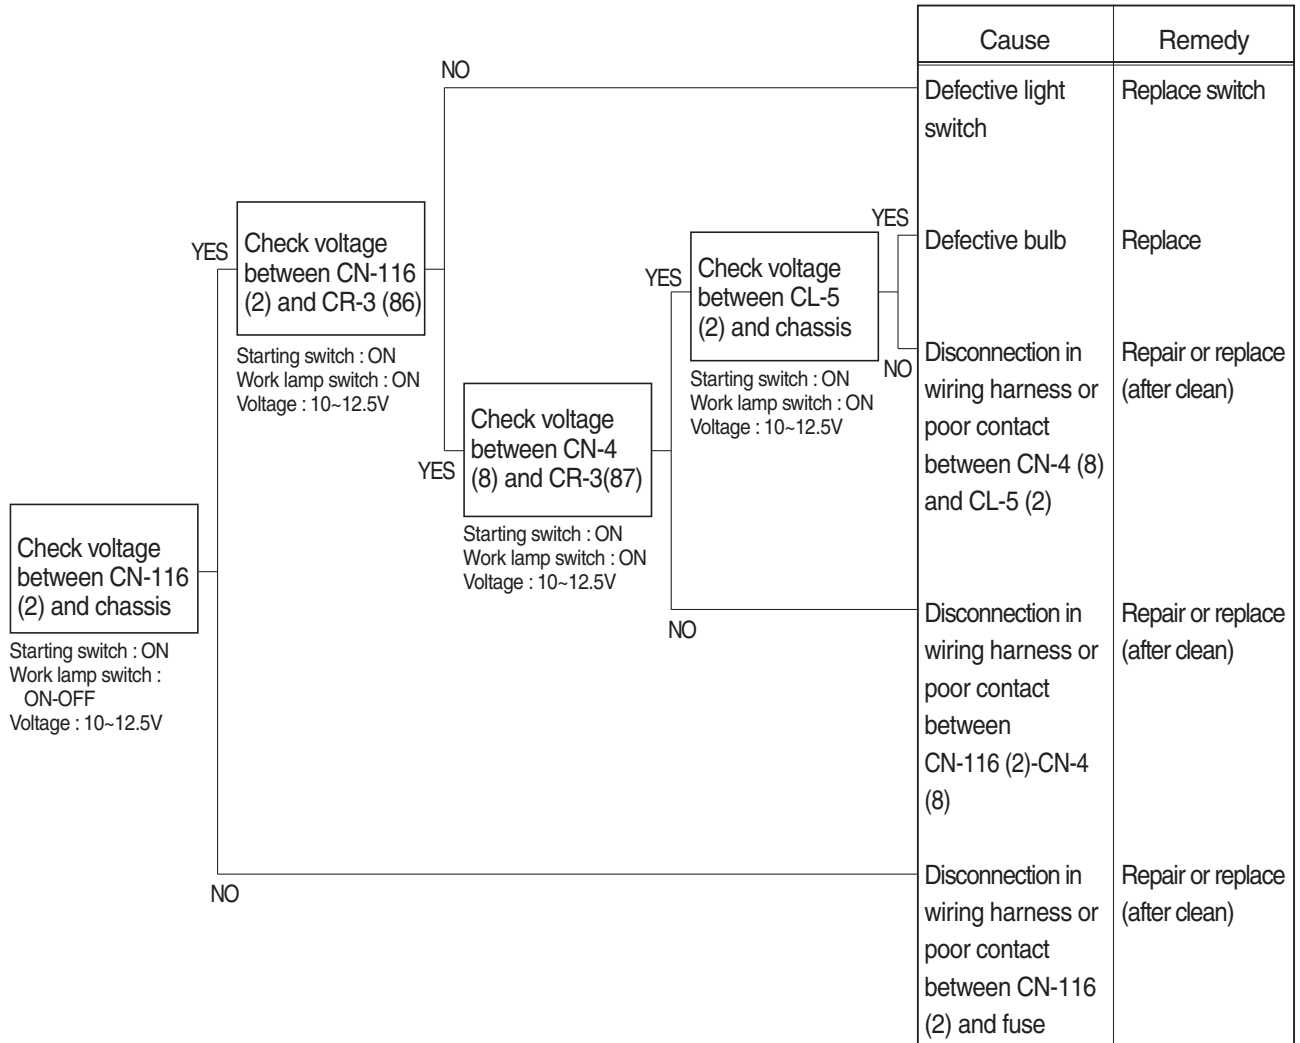 Cause
Remedy
NO
Defective light
switch
Replace switch
YES
Check voltage
between CN-116
(2) and CR-3 (86)
Starting switch : ON
Work lamp switch : ON
Voltage : 10~12.5V
YES
Check voltage
between CL-5
(2) and chassis
Starting switch : ON
Work lamp switch : ON
Voltage : 10~12.5V
YES
Defective bulb
Replace
NO
Disconnection in
wiring harness or
poor contact
between CN-4 (8)
and CL-5 (2)
Repair or replace
(after clean)
YES
Check voltage
between CN-4
(8) and CR-3(87)
Starting switch : ON
Work lamp switch : ON
Voltage : 10~12.5V
NO
Disconnection in
wiring harness or
poor contact
between
CN-116 (2)-CN-4
(8)
Repair or replace
(after clean)
Check voltage
between CN-116
(2) and chassis
Starting switch : ON
Work lamp switch :
ON-OFF
Voltage : 10~12.5V
NO
Disconnection in
wiring harness or
poor contact
between CN-116
(2) and fuse
Repair or replace
(after clean)